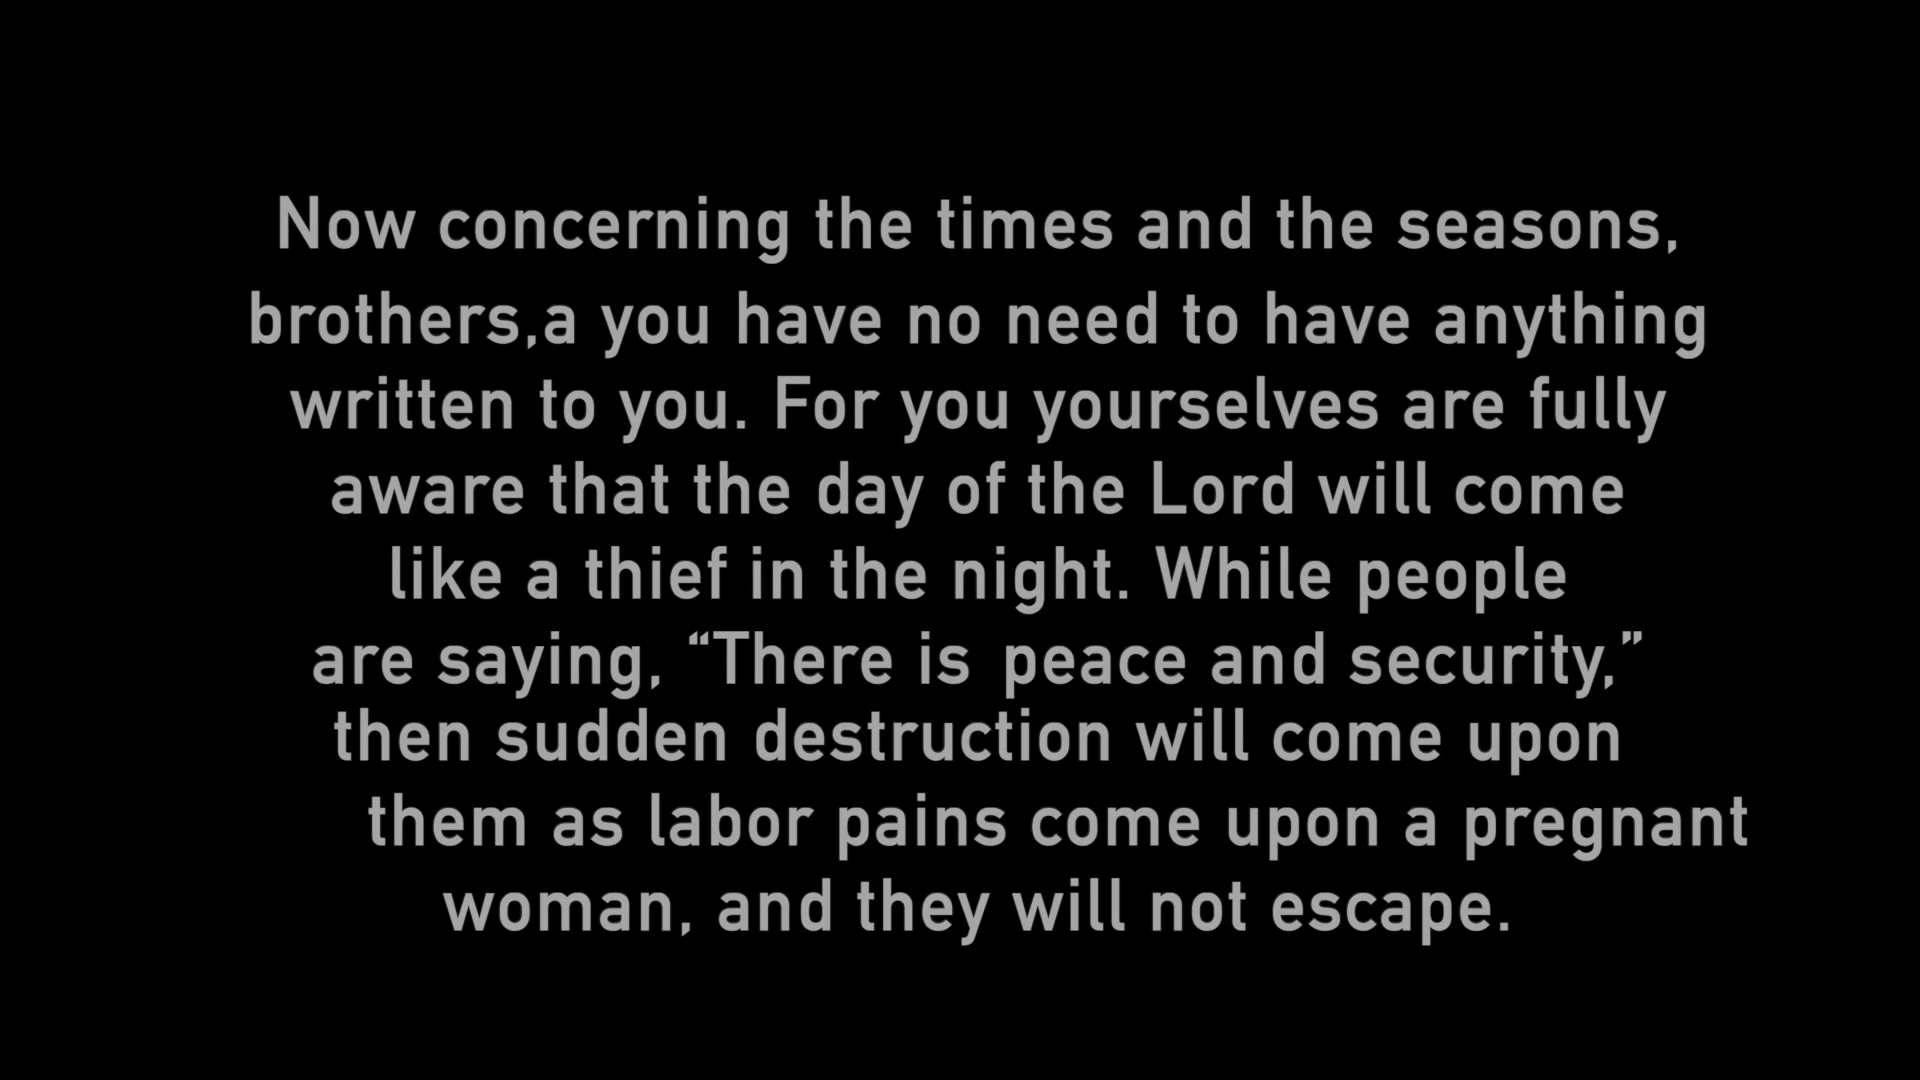 Now concerning the times and the seasons,
brothers,a you have no need to have anything
written to you. For you yourselves are fully
aware that the day of the Lord will come
like a thief in the night. While people
are saying, “There is peace and security,”
then sudden destruction will come upon
them as labor pains come upon a pregnant
woman, and they will not escape.